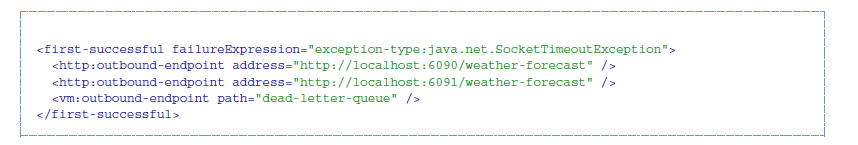 <first-successful failureExpression="exception-type:java.net.SocketTimeoutException">
<http:outbound-endpoint address="http://localhost:6090/weather-forecast" />
<http:outbound-endpoint address="http://localhost:6091/weather-forecast" />
<vm:outbound-endpoint path="dead-letter-queue" />
</first-successful>